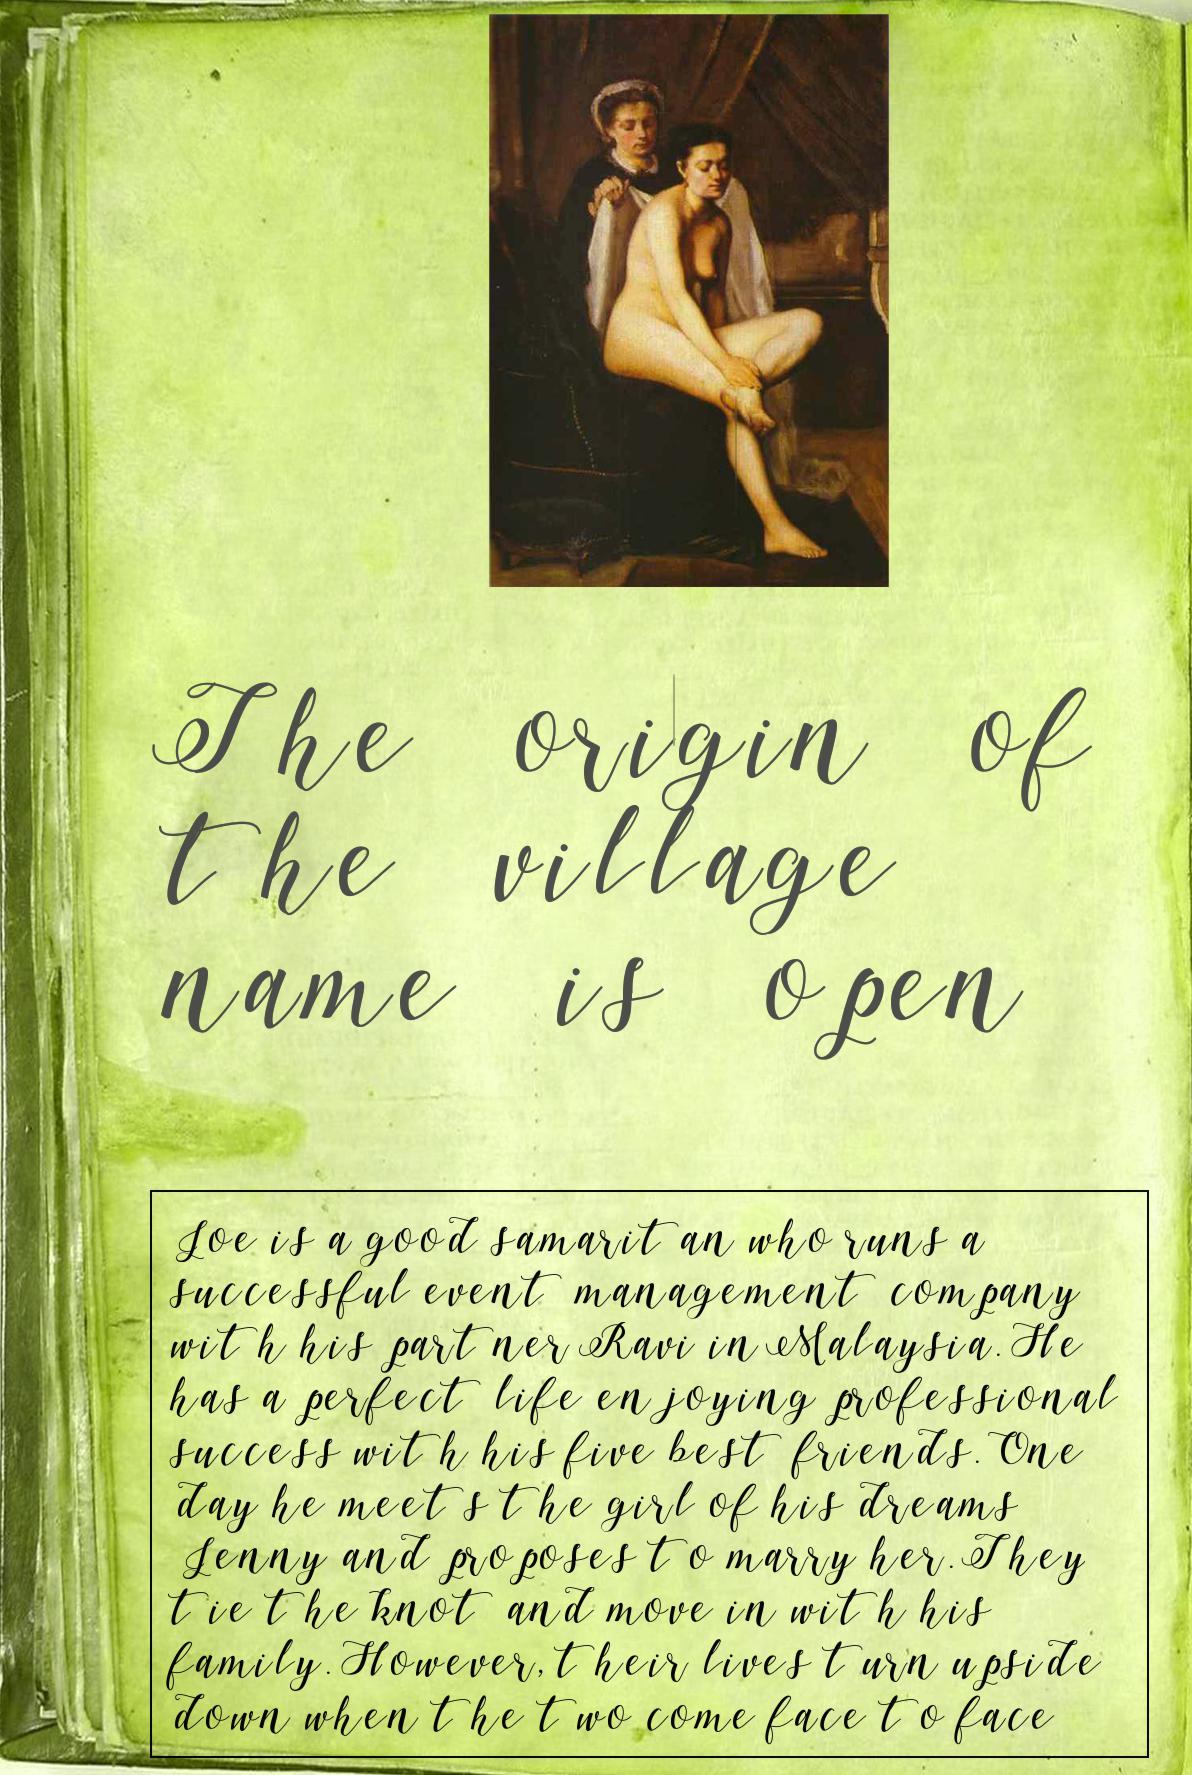 The origin of
the village
name is open
Joe is a good samaritan who runs a
successful event management company
with his partner Ravi in Malaysia. He
has a perfect life enjoying professional
success with his five best friends. One
day he meets the girl of his dreams
Jenny and proposes to marry her. They
tie the knot and move in with his
family. However, their lives turn upside
down when the two come face to face